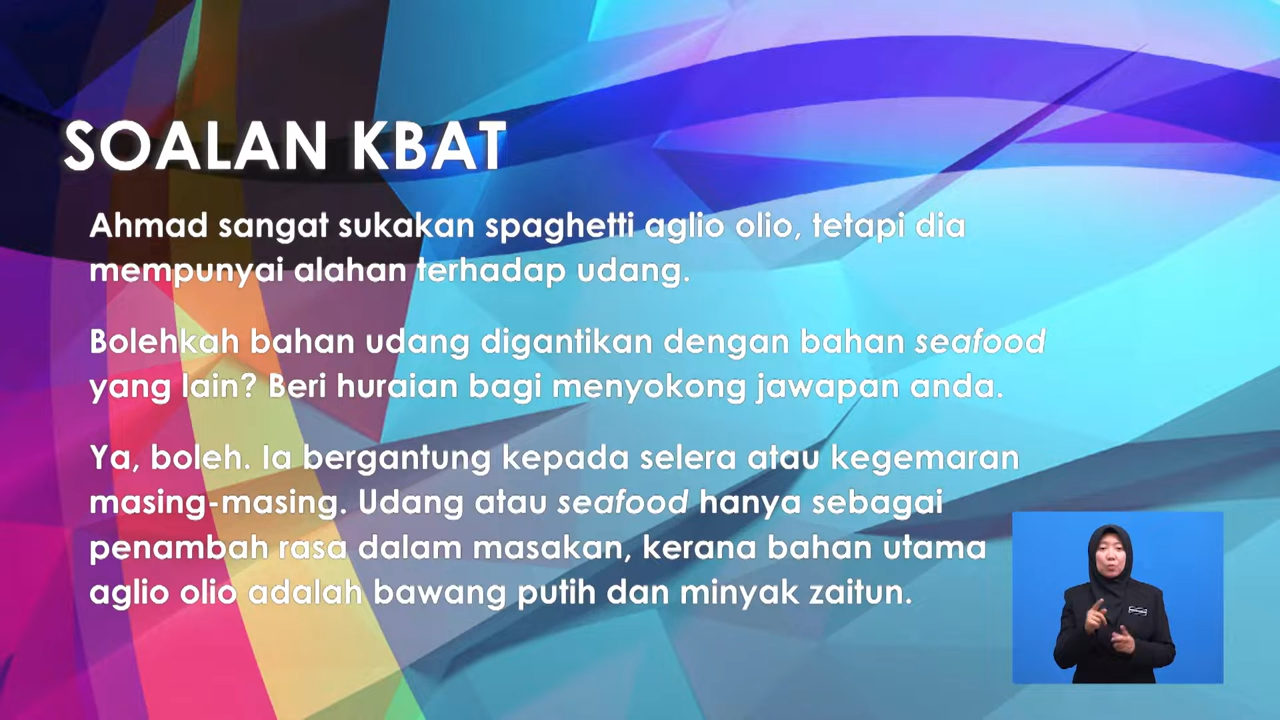 SOALAN KBAT
Ahmad sangat sukakan spaghetti aglio olio, tetapi dia
mempunyai alahan terhadap udang.
Bolehkah bahan udang digantikan dengan bahan seafood
yang lain? Beri huraian bagi menyokong jawapan anda.
Ya, boleh. Ia bergantung kepada selera atau kegemaran
masing-masing. Udang atau seafood hanya sebagai
penambah rasa dalam masakan, kerana bahan utama
aglio olio adalah bawang putih dan minyak zaitun.